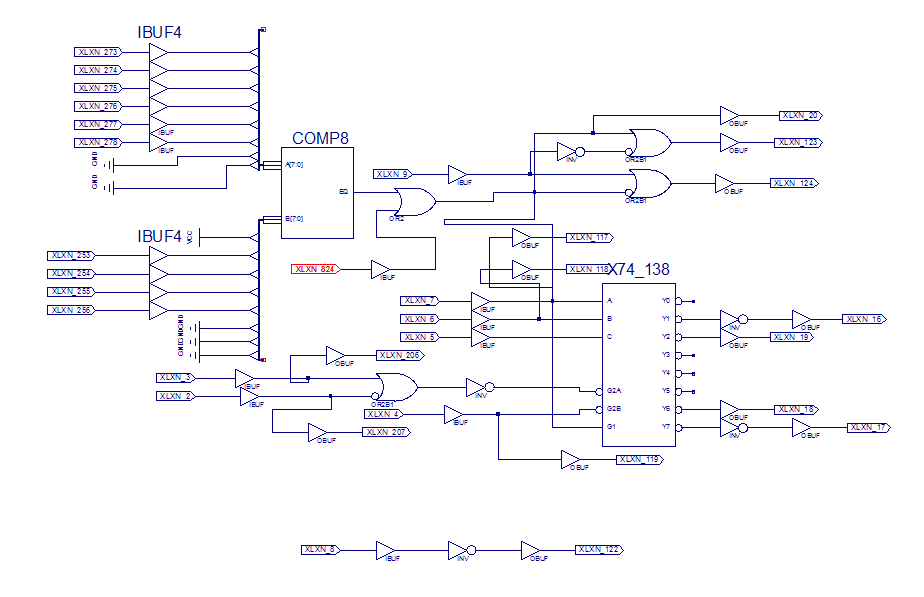 IBUF4
XLXN_273
XLXN_274
XLXN_275
XLXN_276
XLXN_277
IBUF
XLXN_278
IBUF
GND
GND
COMP8
A[7:0]
EQ
B[7:0]
XLXN_20
OBUF
XLXN_123
OBUF
INV
OR2B1
XLXN_9
IBUF
XLXN_124
OBUF
OR2B1
OR2
IBUF4
VCC
XLXN_253
XLXN_254
XLXN_255
XLXN_256
GND
GND
GND
XLXN_824
IBUF
XLXN_117
OBUF
XLXN_118
OBUF
X74_138
XLXN_7
IBUF
XLXN_6
IBUF
XLXN_5
IBUF
A
B
C
G2A
G2B
G1
Y0
Y1
Y2
Y3
Y4
Y5
Y6
Y7
INV
OBUF
XLXN_16
OBUF
XLXN_19
OBUF
XLXN_18
INV
OBUF
XLXN_17
XLXN_206
OBUF
XLXN_3
IBUF
XLXN_2
IBUF
OR2B1
INV
XLXN_4
IBUF
XLXN_207
OBUF
XLXN_119
OBUF
XLXN_8
IBUF
INV
OBUF
XLXN_122